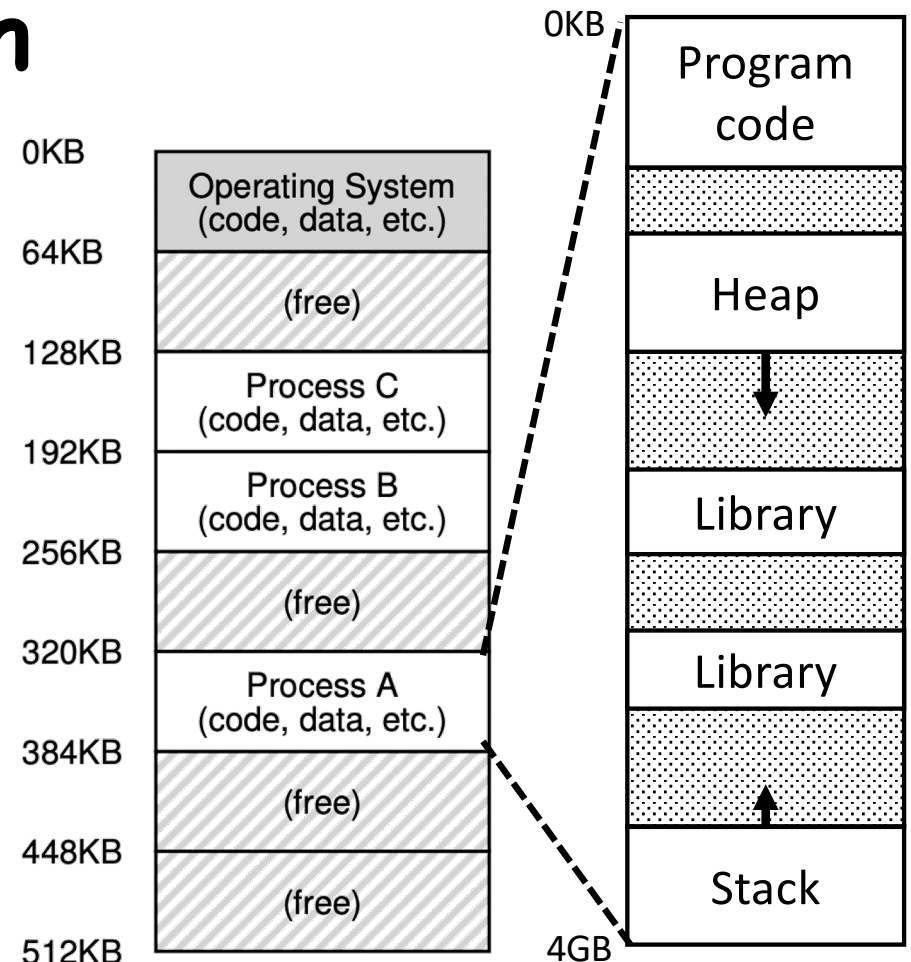 n
0KB
Operating System
(code, data, etc.)
64KB
(free)
128KB
Process C
(code, data, etc.)
192KB
Process B
(code, data, etc.)
256KB
(free)
320KB
Process A
(code, data, etc.)
384KB
(free)
448KB
(free)
512KB
0KB
Program
code
Heap
Library
Library
Stack
4GB